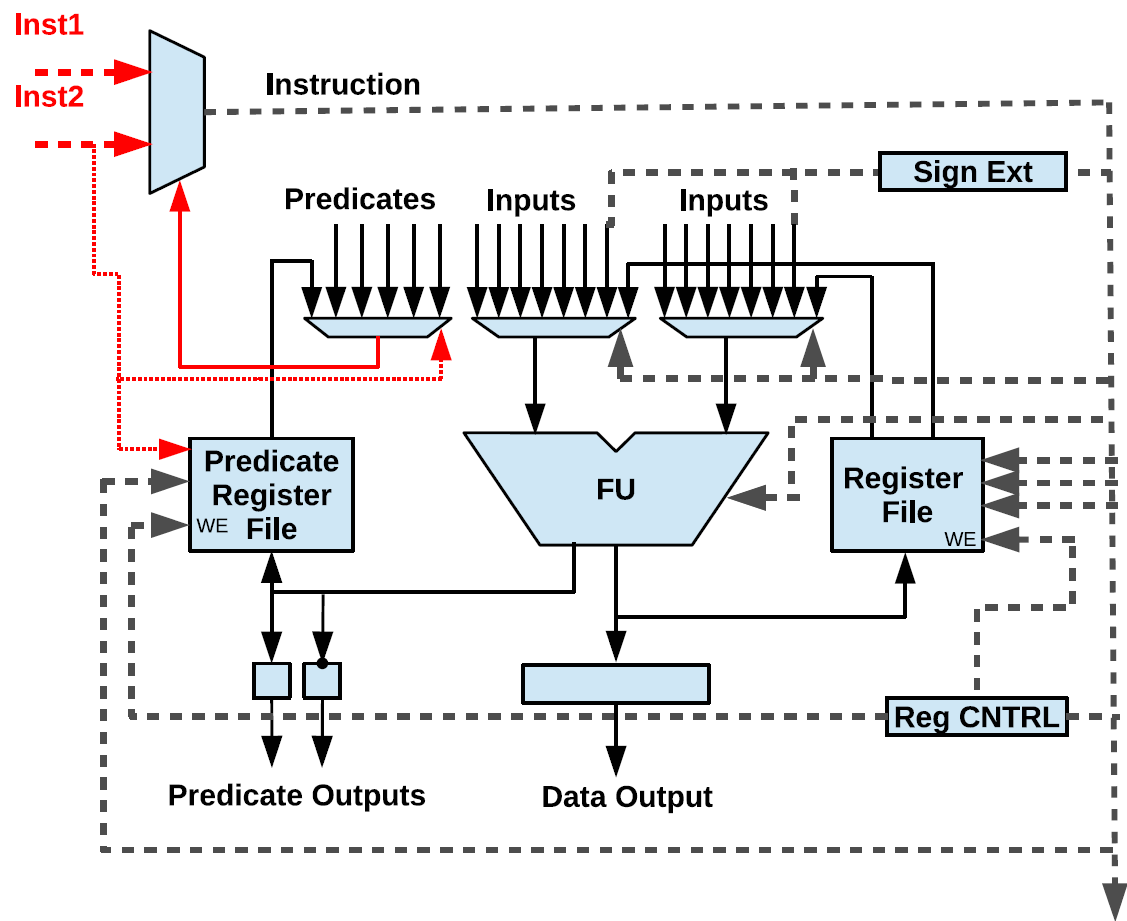 Inst1
Inst2
Instruction
Sign Ext
Predicates
Inputs
Inputs
Predicate
Register
File
WE
FU
Register
File
WE
Reg CNTRL
Predicate Outputs
Data Output